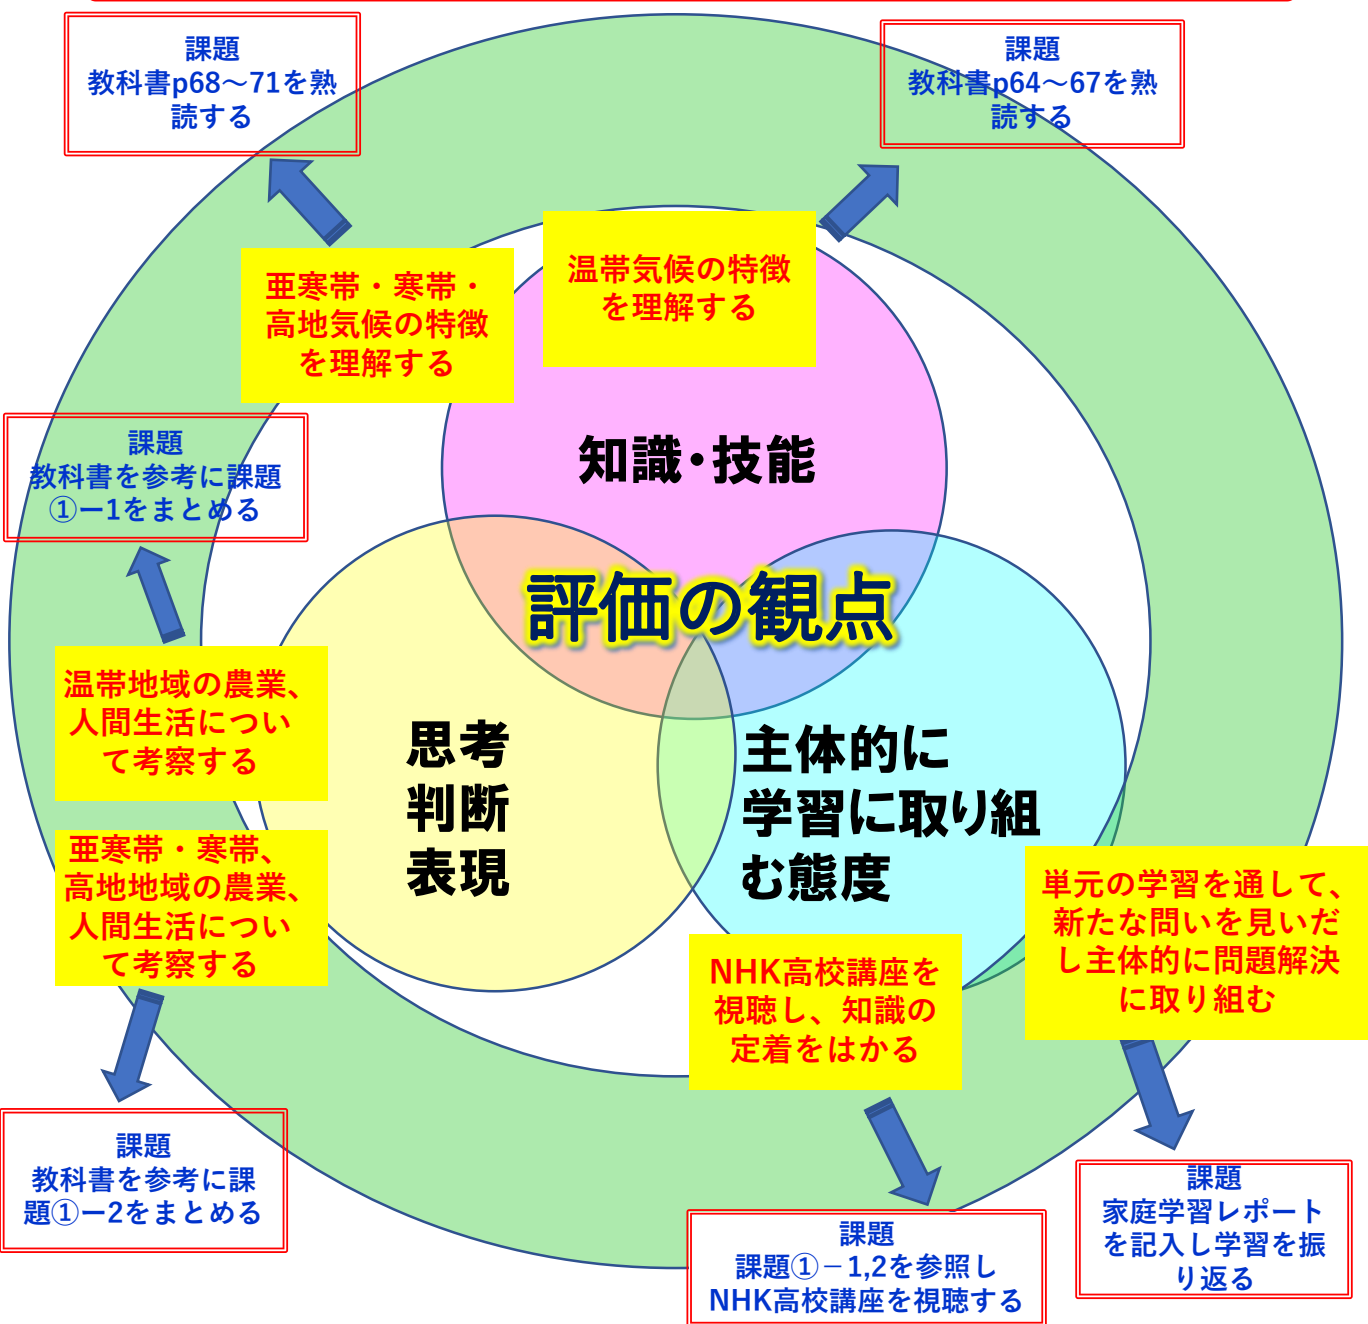 課題
教科書p68～71を熟
読する
課題
教科書p64～67を熟
読する
亜寒帯・寒帯・
高地気候の特徴
を理解する
温帯気候の特徴
を理解する
知識・技能
課題
教科書を参考に課題
①ー1をまとめる
評価の観点
温帯地域の農業、
人間生活につい
て考察する
思考
判断
表現
主体的に
学習に取り組
む態度
亜寒帯・寒帯、
高地地域の農業、
人間生活につい
て考察する
単元の学習を通して、
新たな問いを見いだ
し主体的に問題解決
に取り組む
NHK高校講座を
視聴し、知識の
定着をはかる
課題
教科書を参考に課
題①ー2をまとめる
課題
課題①－1,2を参照し
NHK高校講座を視聴する
課題
家庭学習レポート
を記入し学習を振
り返る